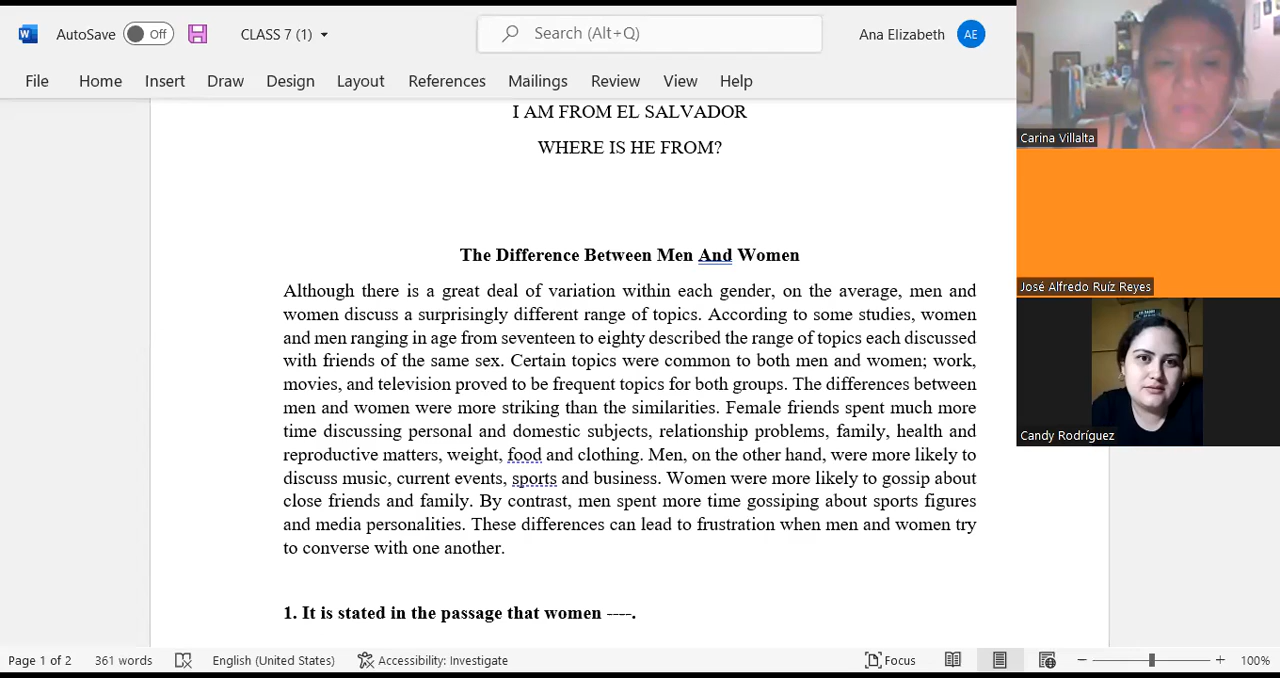 AutoSave Off CLASS 7 (1) Search (Alt+Q) Ana Elizabeth AE
File Home Insert Draw Design Layout References Mailings Review View Help
I AM FROM EL SALVADOR
WHERE IS HE FROM?
The Difference Between Men And Women
Although there is a great deal of variation within each gender, on the average, men and
women discuss a surprisingly different range of topics. According to some studies, women
and men ranging in age from seventeen to eighty described the range of topics each discussed
with friends of the same sex. Certain topics were common to both men and women; work,
movies, and television proved to be frequent topics for both groups. The differences between
men and women were more striking than the similarities. Female friends spent much more
time discussing personal and domestic subjects, relationship problems, family, health and
reproductive matters, weight, food and clothing. Men, on the other hand, were more likely to
discuss music, current events, sports and business. Women were more likely to gossip about
close friends and family. By contrast, men spent more time gossiping about sports figures
and media personalities. These differences can lead to frustration when men and women try
to converse with one another.
1. It is stated in the passage that women ----.
Page 1 of 2 361 words English (United States) Accessibility: Investigate Focus 100%
Carina Villalta
José Alfredo Ruíz Reyes
Candy Rodríguez